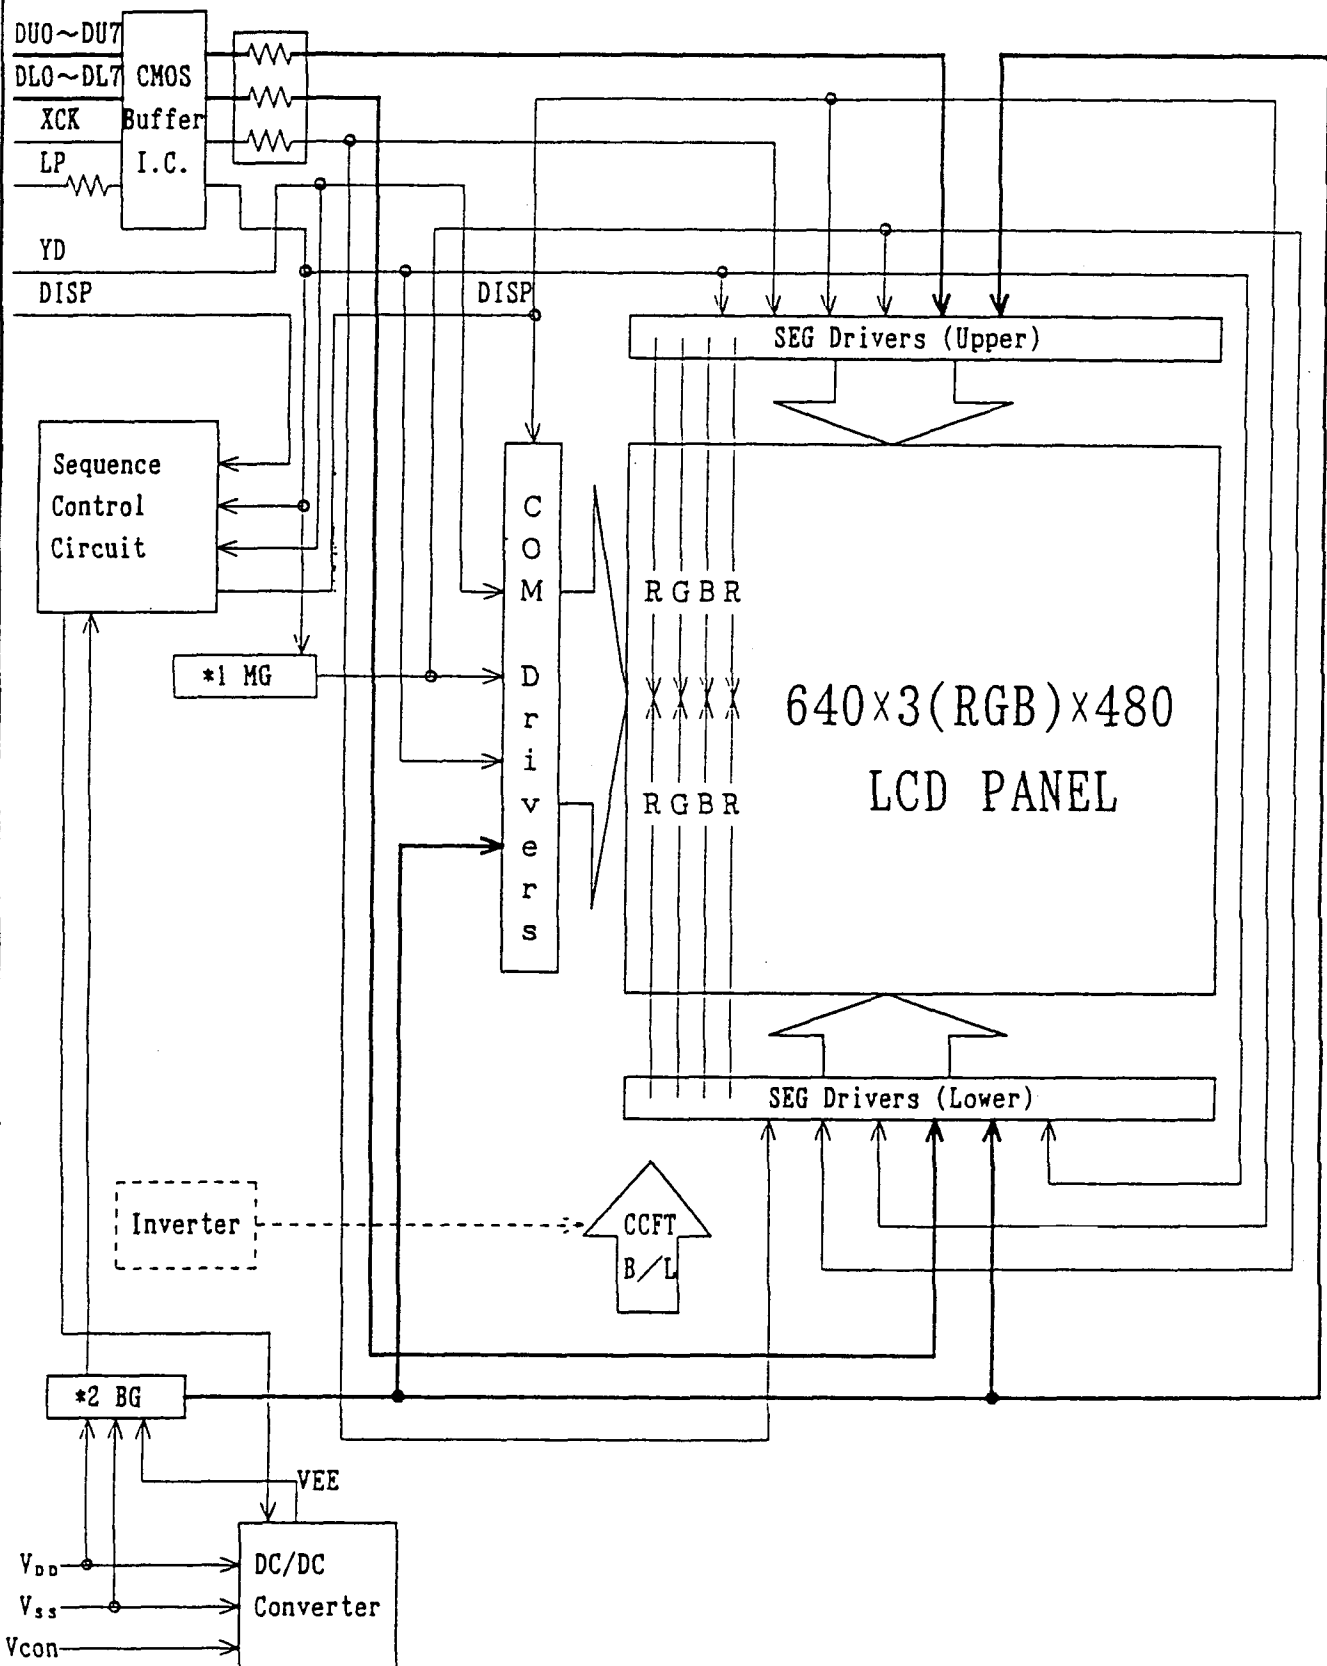 DU0～DU7
DL0～DL7
XCK
LP
CMOS
Buffer
I.C.
YD
DISP
DISP
SEG Drivers (Upper)
Sequence
Control
Circuit
COM Drivers
R G B R
*1 MG
640×3(RGB)×480
LCD PANEL
R G B R
SEG Drivers (Lower)
Inverter
CCFT
B／L
*2 BG
VEE
VDD
VSS
Vcon
DC/DC
Converter